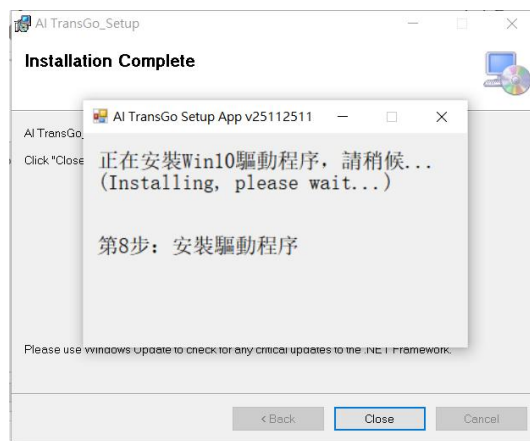 AI TransGo_Setup
Installation Complete
AI TransGo_
Click "Close
AI TransGo Setup App v25112511
正在安裝Win10驅動程序，請稍候...
(Installing, please wait...)
第8步：安裝驅動程序
Please use Windows Update to check for any critical updates to the .NET Framework.
< Back
Close
Cancel